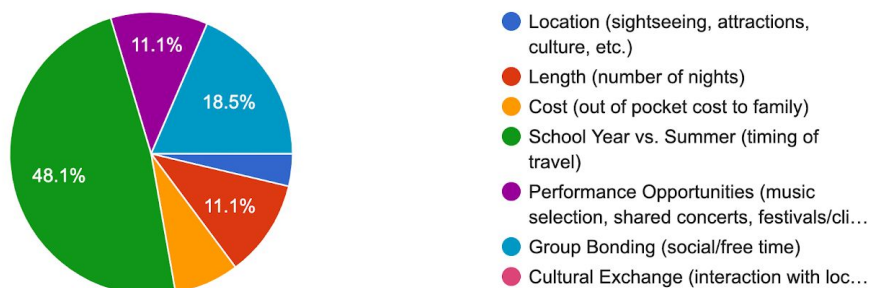 11.1%
18.5%
48.1%
11.1%
Location (sightseeing, attractions,
culture, etc.)
Length (number of nights)
Cost (out of pocket cost to family)
School Year vs. Summer (timing of
travel)
Performance Opportunities (music
selection, shared concerts, festivals/cli…
Group Bonding (social/free time)
Cultural Exchange (interaction with loc…